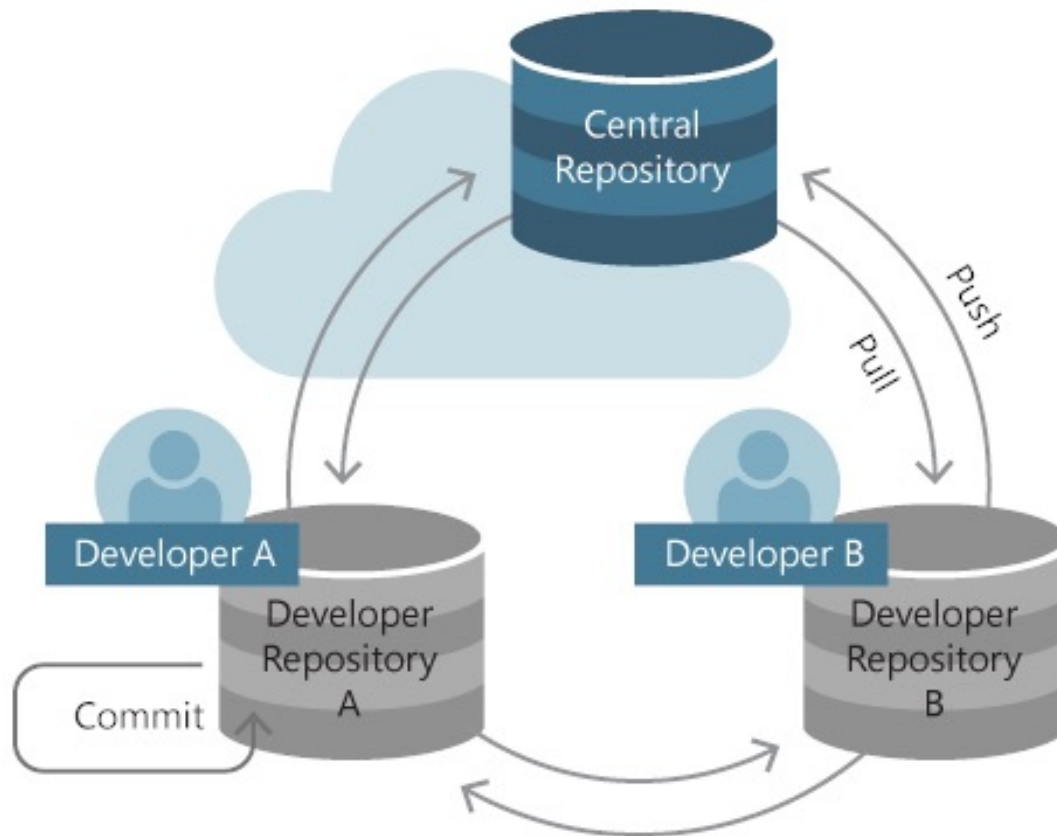 Central
Repository
Push
Pull
Developer A
Developer B
Developer
Repository
A
Developer
Repository
B
Commit